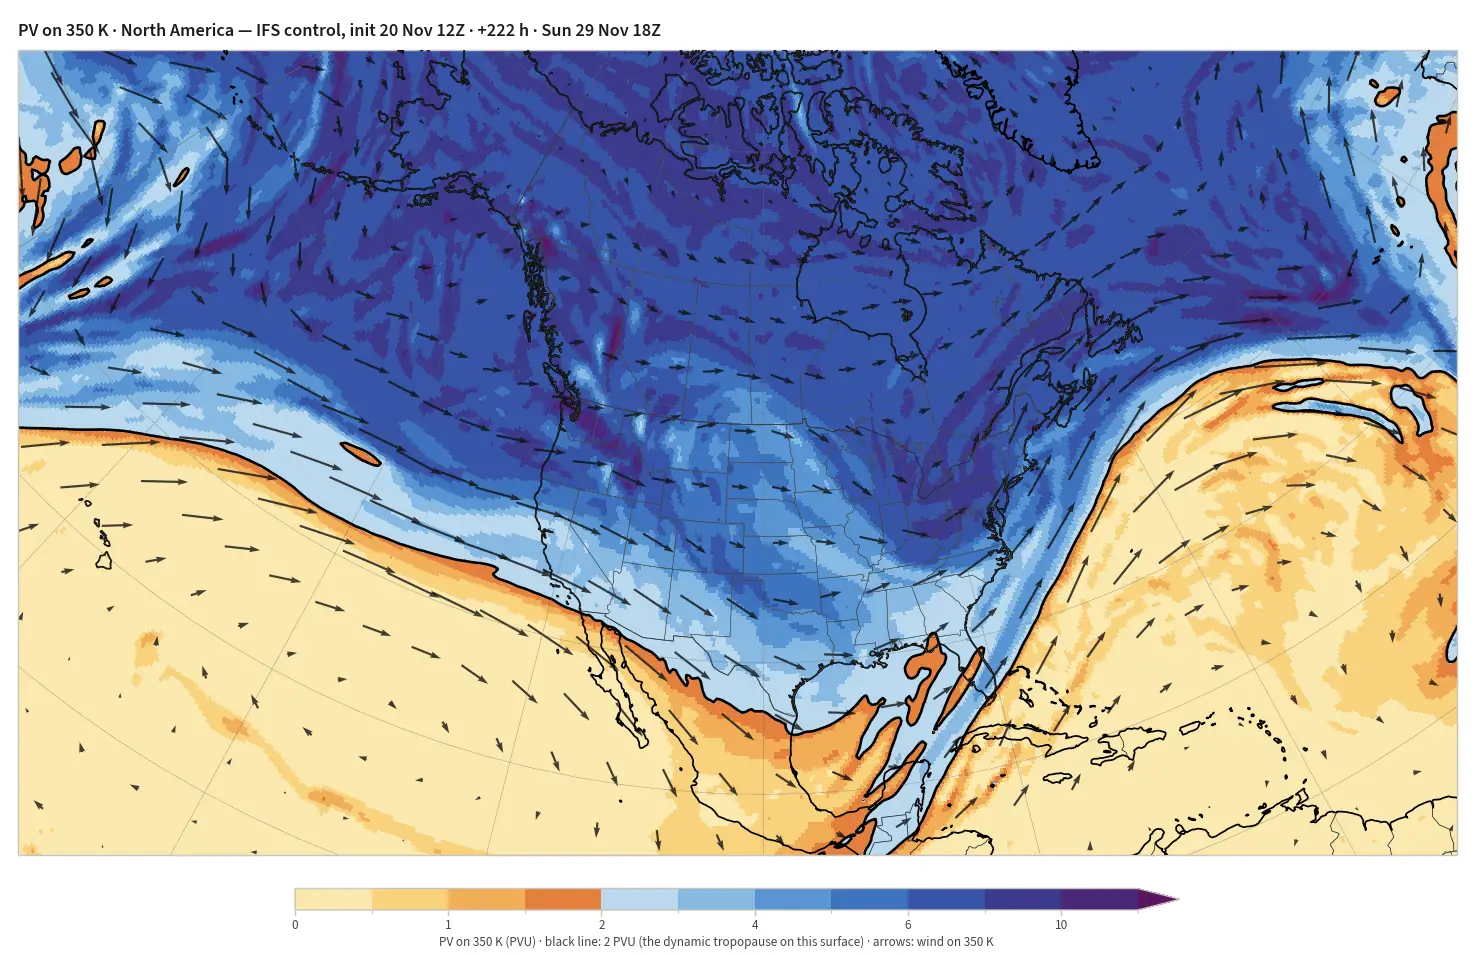 PV on 350 K · North America — IFS control, init 20 Nov 12Z · +222 h · Sun 29 Nov 18Z
0 1 2 4 6 10
PV on 350 K (PVU) · black line: 2 PVU (the dynamic tropopause on this surface) · arrows: wind on 350 K